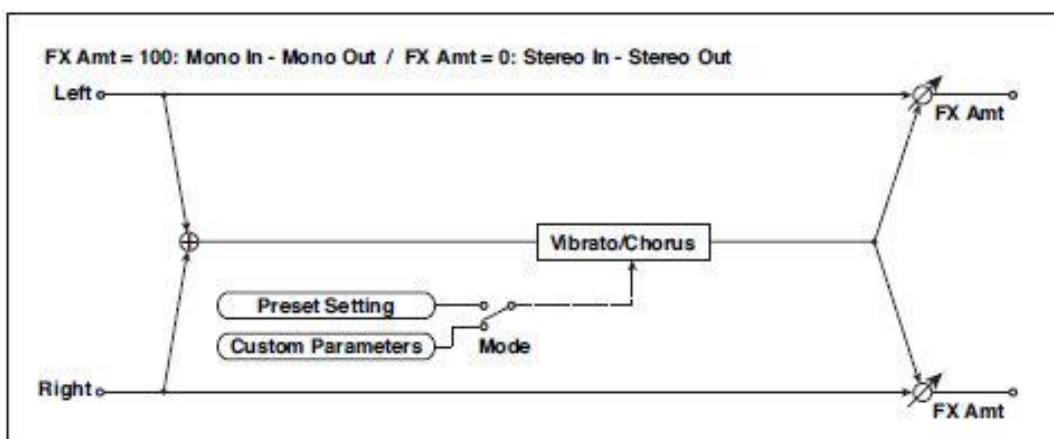 FX Amt = 100: Mono In - Mono Out / FX Amt = 0: Stereo In - Stereo Out
Left
FX Amt
Vibrato/Chorus
Preset Setting
Custom Parameters
Mode
Right
FX Amt